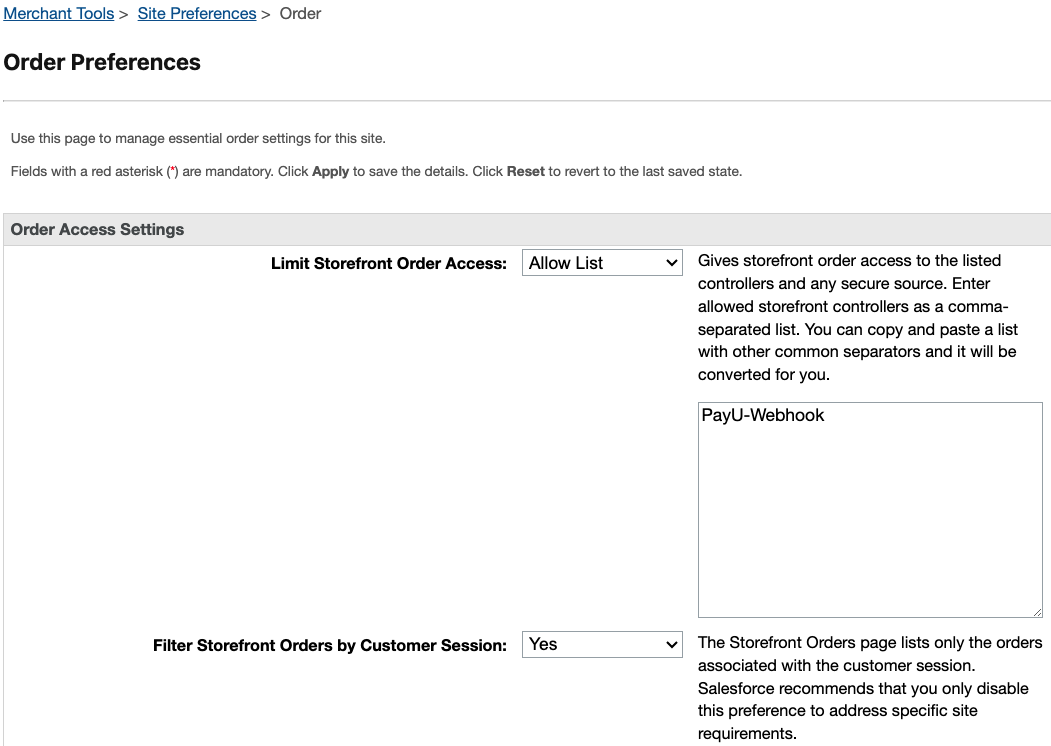 Merchant Tools > Site Preferences > Order
Order Preferences
Use this page to manage essential order settings for this site.
Fields with a red asterisk (*) are mandatory. Click Apply to save the details. Click Reset to revert to the last saved state.
Order Access Settings
Limit Storefront Order Access: Allow List
Gives storefront order access to the listed
controllers and any secure source. Enter
allowed storefront controllers as a comma-
separated list. You can copy and paste a list
with other common separators and it will be
converted for you.
PayU-Webhook
Filter Storefront Orders by Customer Session: Yes
The Storefront Orders page lists only the orders
associated with the customer session.
Salesforce recommends that you only disable
this preference to address specific site
requirements.